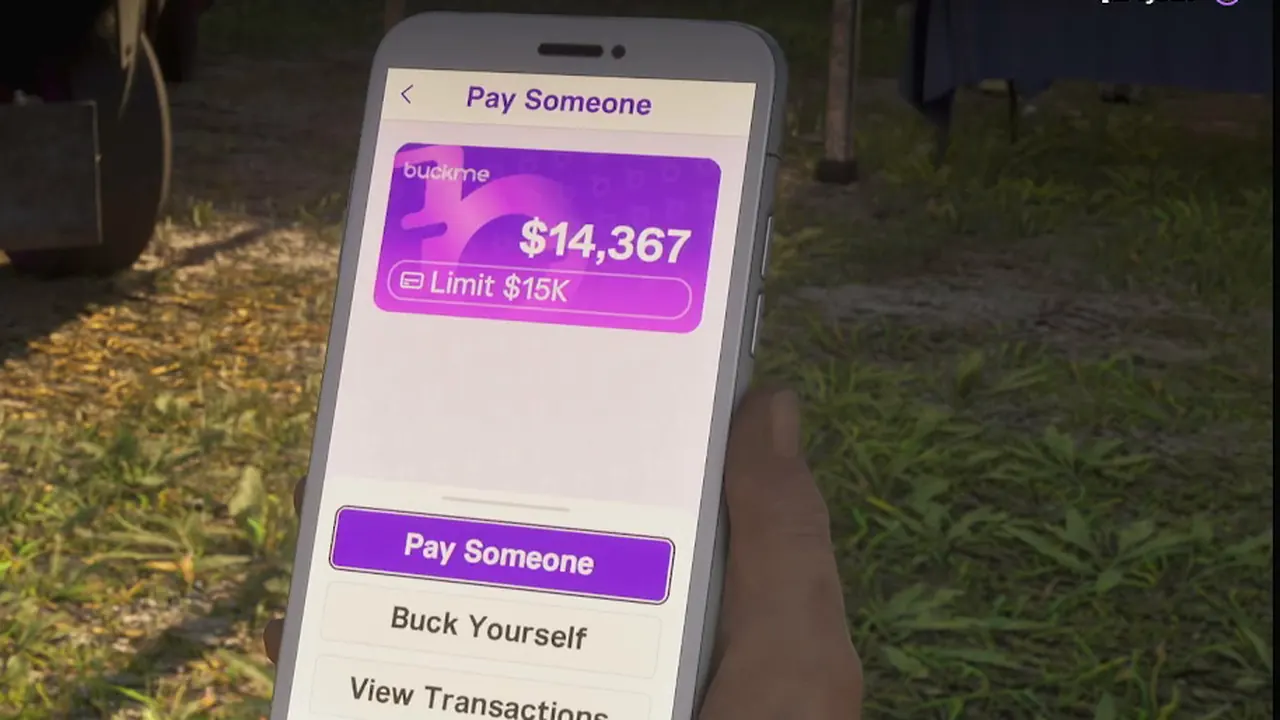 Pay Someone
buckme
$14,367
Limit $15K
Pay Someone
Buck Yourself
View Transactions